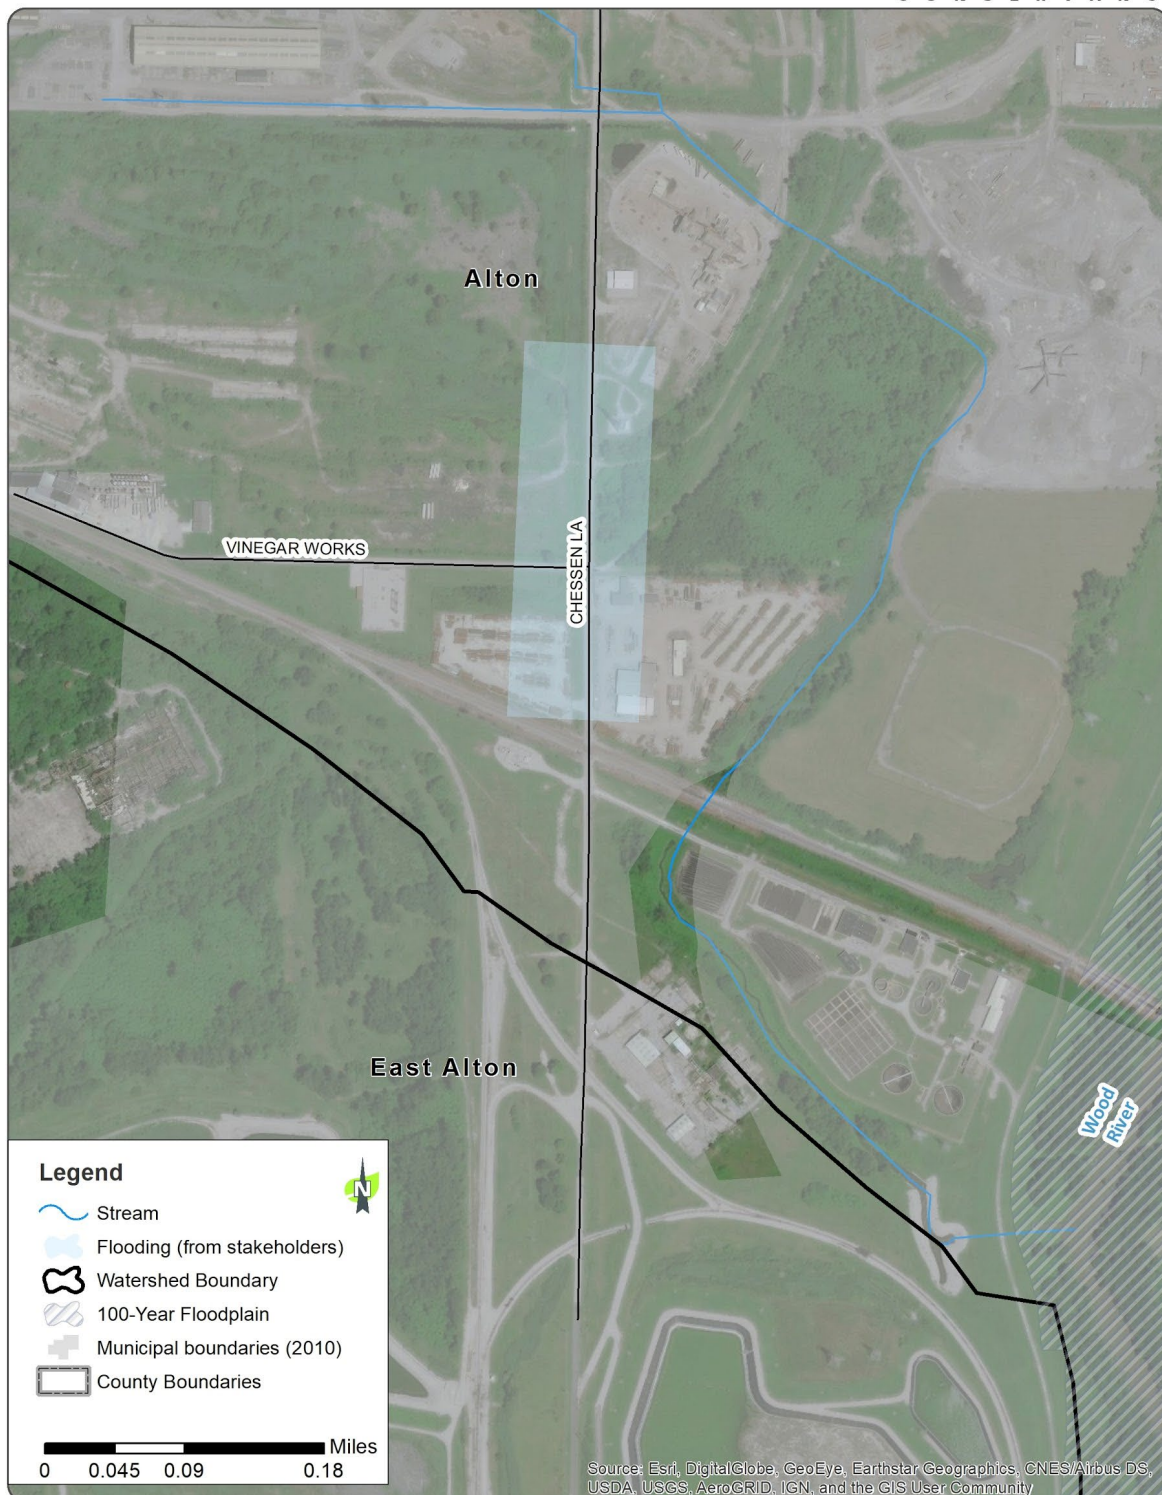 Alton
VINEGAR WORKS
CHESSEN LA
East Alton
Wood
River
Legend
N
Stream
Flooding (from stakeholders)
Watershed Boundary
100-Year Floodplain
Municipal boundaries (2010)
County Boundaries
Miles
0 0.045 0.09 0.18
Source: Esri, DigitalGlobe, GeoEye, Earthstar Geographics, CNES/Airbus DS,
USDA, USGS, AeroGRID, IGN, and the GIS User Community